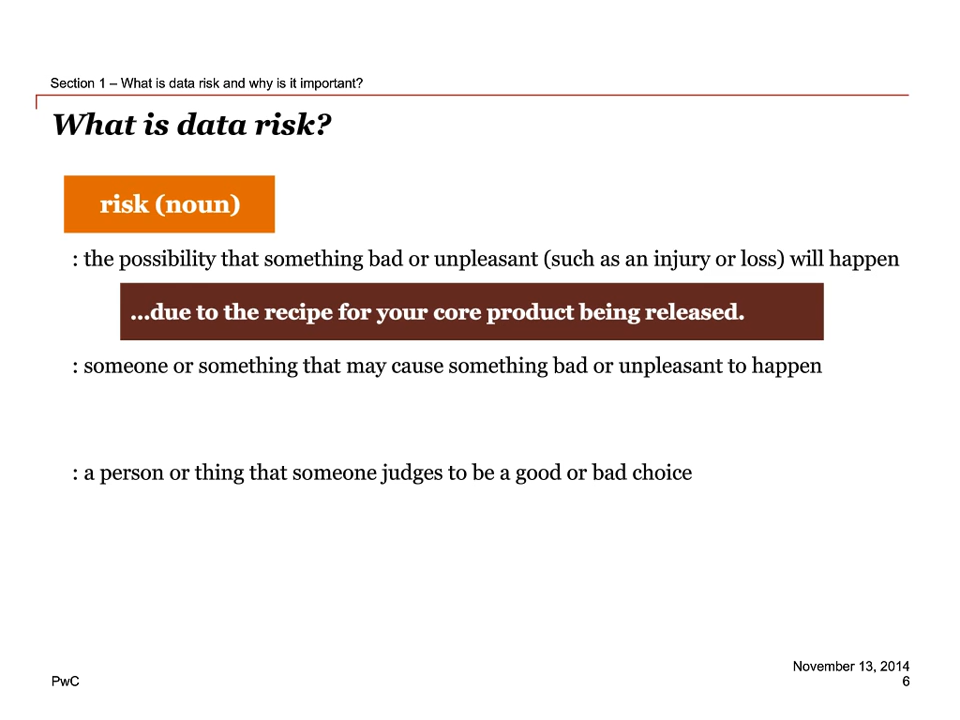 Section 1 – What is data risk and why is it important?
What is data risk?
risk (noun)
: the possibility that something bad or unpleasant (such as an injury or loss) will happen
...due to the recipe for your core product being released.
: someone or something that may cause something bad or unpleasant to happen
: a person or thing that someone judges to be a good or bad choice
November 13, 2014
PwC
6